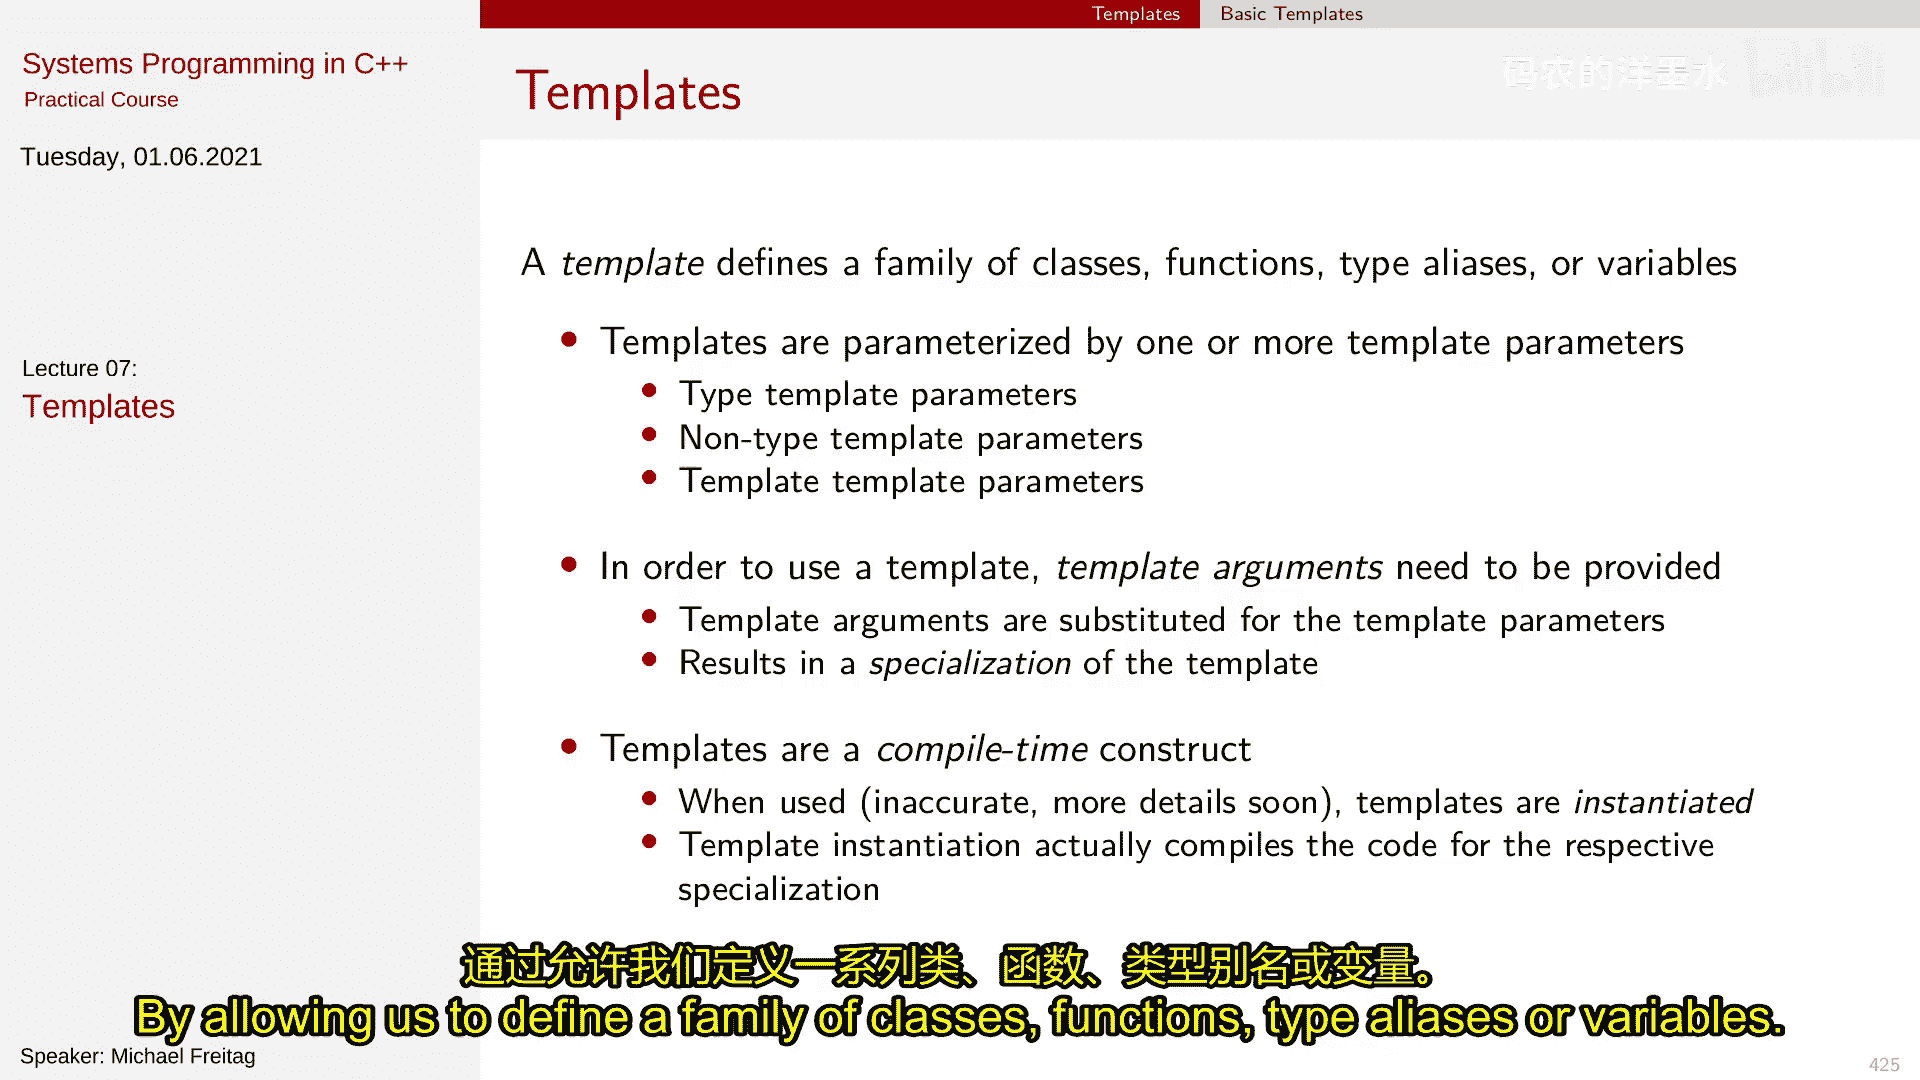 Templates Basic Templates
Systems Programming in C++
Practical Course
Tuesday, 01.06.2021
Lecture 07:
Templates
Templates
码农的洋墨水
A template defines a family of classes, functions, type aliases, or variables
• Templates are parameterized by one or more template parameters
• Type template parameters
• Non-type template parameters
• Template template parameters
• In order to use a template, template arguments need to be provided
• Template arguments are substituted for the template parameters
• Results in a specialization of the template
• Templates are a compile-time construct
• When used (inaccurate, more details soon), templates are instantiated
• Template instantiation actually compiles the code for the respective
specialization
通过允许我们定义一系列类、函数、类型别名或变量。
By allowing us to define a family of classes, functions, type aliases or variables.
Speaker: Michael Freitag
425